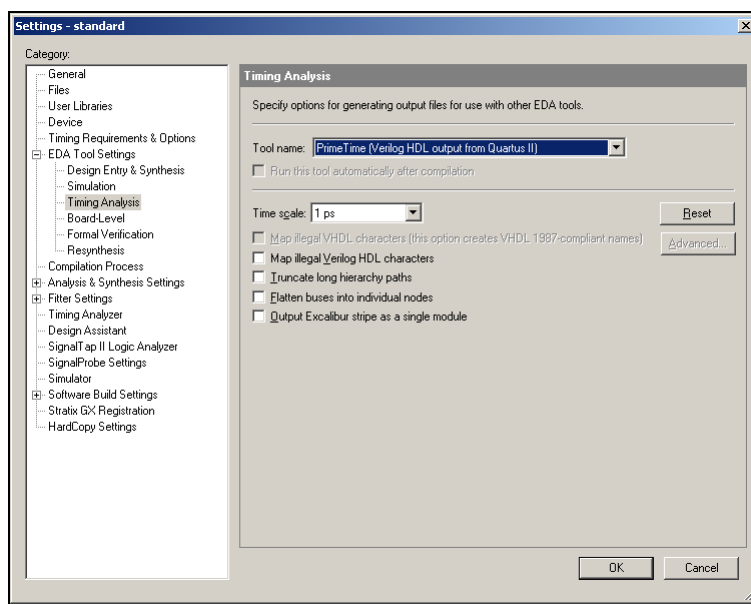 Settings - standard
Category:
General
Files
User Libraries
Device
Timing Requirements & Options
EDA Tool Settings
Design Entry & Synthesis
Simulation
Timing Analysis
Board-Level
Formal Verification
Resynthesis
Compilation Process
Analysis & Synthesis Settings
Fitter Settings
Timing Analyzer
Design Assistant
SignalTap II Logic Analyzer
SignalProbe Settings
Simulator
Software Build Settings
Stratix GX Registration
HardCopy Settings
Timing Analysis
Specify options for generating output files for use with other EDA tools.
Tool name: PrimeTime (Verilog HDL output from Quartus II)
Run this tool automatically after compilation
Time scale: 1 ps
Reset
Map illegal VHDL characters (this option creates VHDL 1987-compliant names)
Advanced...
Map illegal Verilog HDL characters
Truncate long hierarchy paths
Flatten buses into individual nodes
Output Excalibur stripe as a single module
OK
Cancel